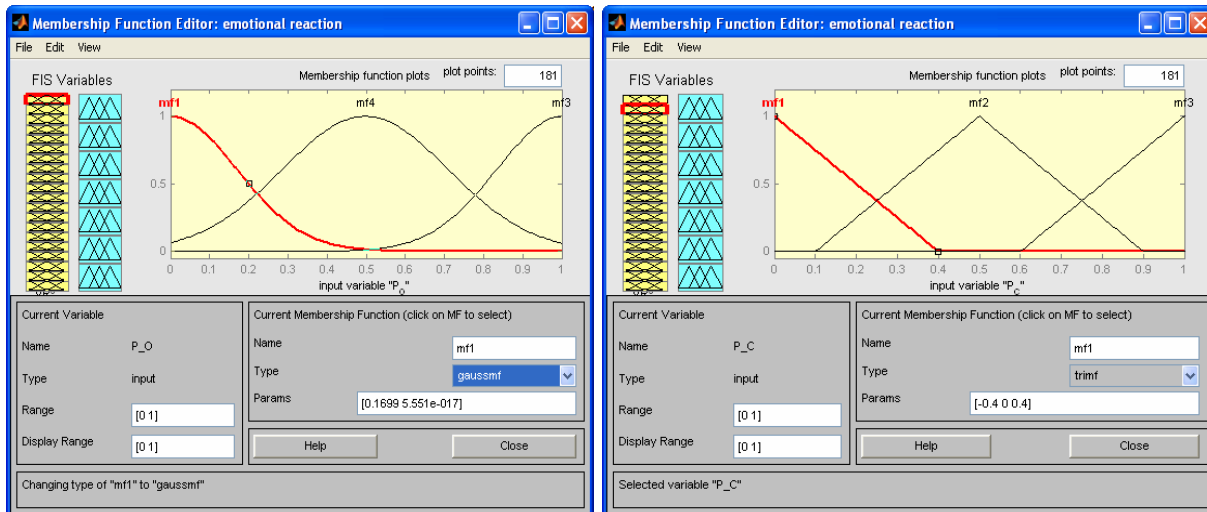 Membership Function Editor: emotional reaction
File Edit View
FIS Variables
Membership function plots
plot points:
181
mf1
mf4
mf3
1
0.5
0
0 0.1 0.2 0.3 0.4 0.5 0.6 0.7 0.8 0.9 1
input variable "P_O"
Current Variable
Name P_O
Type input
Range [0 1]
Display Range [0 1]
Current Membership Function (click on MF to select)
Name mf1
Type gaussmf
Params [0.1699 5.551e-017]
Help Close
Changing type of "mf1" to "gaussmf"
Membership Function Editor: emotional reaction
File Edit View
FIS Variables
Membership function plots
plot points:
181
mf1
mf2
mf3
1
0.5
0
0 0.1 0.2 0.3 0.4 0.5 0.6 0.7 0.8 0.9 1
input variable "P_C"
Current Variable
Name P_C
Type input
Range [0 1]
Display Range [0 1]
Current Membership Function (click on MF to select)
Name mf1
Type trimf
Params [-0.4 0 0.4]
Help Close
Selected variable "P_C"